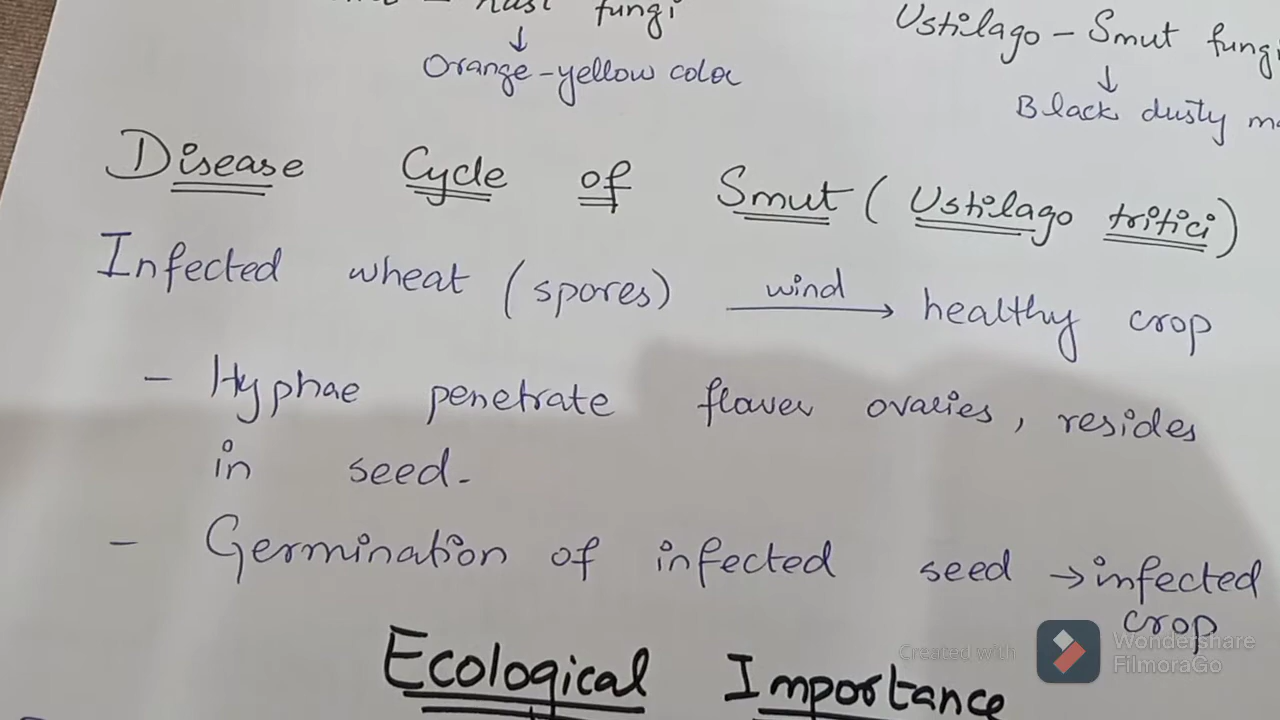 rust fungi
Ustilago - Smut fungi
↓
↓
Orange-yellow color
Black dusty
Disease Cycle of Smut (Ustilago tritici)
Infected wheat (spores) wind → healthy crop
- Hyphae penetrate flower ovaries, resides
in seed.
- Germination of infected seed → infected
crop
Ecological Importance
Created with Wondershare
FilmoraGo